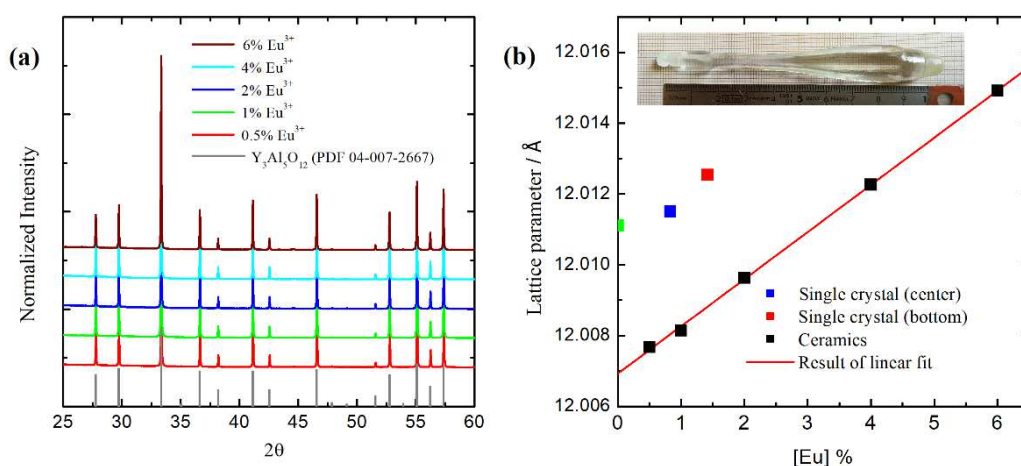 (a)
6% Eu3+
4% Eu3+
2% Eu3+
1% Eu3+
0.5% Eu3+
Y3Al5O12 (PDF 04-007-2667)
Normalized Intensity
25 30 35 40 45 50 55 60
2θ
(b)
12.016
12.014
12.012
12.010
12.008
12.006
Lattice parameter / Å
Single crystal (center)
Single crystal (bottom)
Ceramics
Result of linear fit
0 1 2 3 4 5 6
[Eu] %